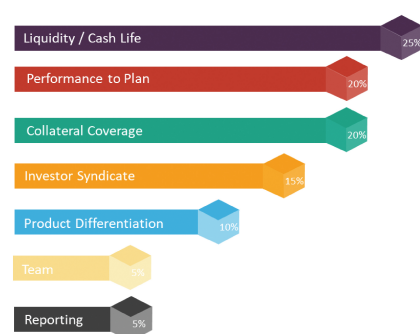 Liquidity / Cash Life
25%
Performance to Plan
20%
Collateral Coverage
20%
Investor Syndicate
15%
Product Differentiation
10%
Team
5%
Reporting
5%